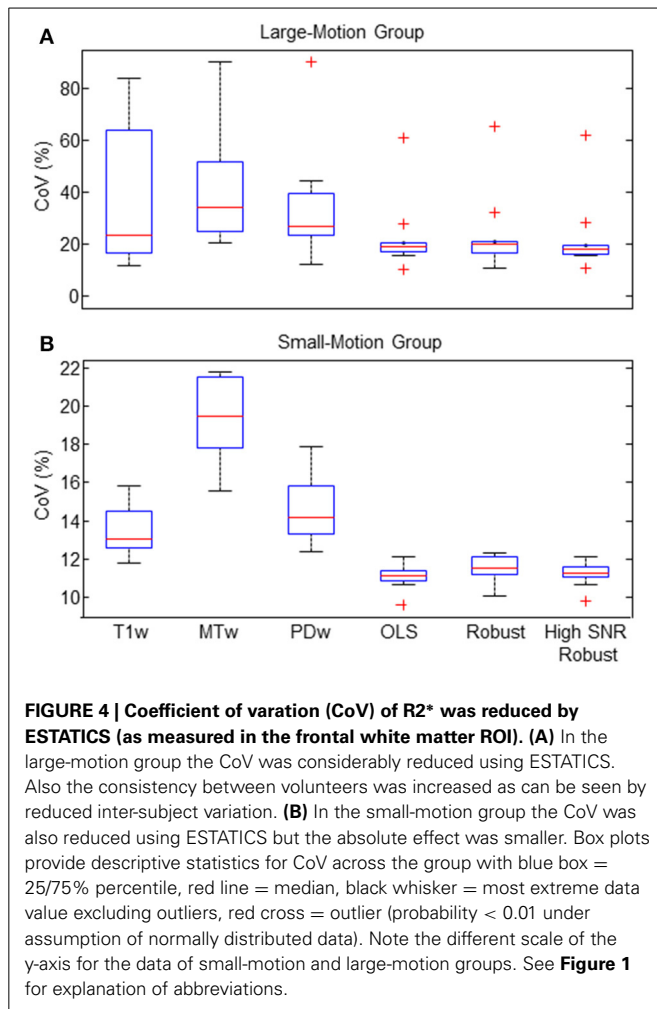 A
Large-Motion Group
CoV (%)
80
60
40
20
0
B
Small-Motion Group
CoV (%)
22
20
18
16
14
12
10
T1w MTw PDw OLS Robust High SNR
Robust
FIGURE 4 | Coefficient of varation (CoV) of R2* was reduced by
ESTATICS (as measured in the frontal white matter ROI). (A) In the
large-motion group the CoV was considerably reduced using ESTATICS.
Also the consistency between volunteers was increased as can be seen by
reduced inter-subject variation. (B) In the small-motion group the CoV was
also reduced using ESTATICS but the absolute effect was smaller. Box plots
provide descriptive statistics for CoV across the group with blue box =
25/75% percentile, red line = median, black whisker = most extreme data
value excluding outliers, red cross = outlier (probability < 0.01 under
assumption of normally distributed data). Note the different scale of the
y-axis for the data of small-motion and large-motion groups. See Figure 1
for explanation of abbreviations.